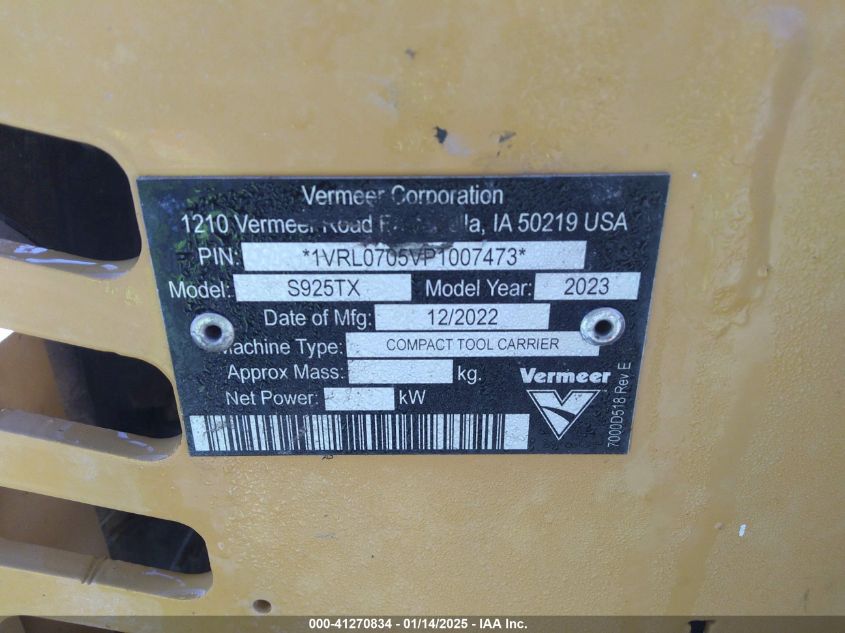 Vermeer Corporation
1210 Vermeer Road IA 50219 USA
PIN: *1VRL0705VP1007473*
Model: S925TX Model Year: 2023
Date of Mfg: 12/2022
Machine Type: COMPACT TOOL CARRIER
Approx Mass: kg.
Net Power: kW
Vermeer
7000D518 Rev E
000-41270834 - 01/14/2025 - IAA Inc.